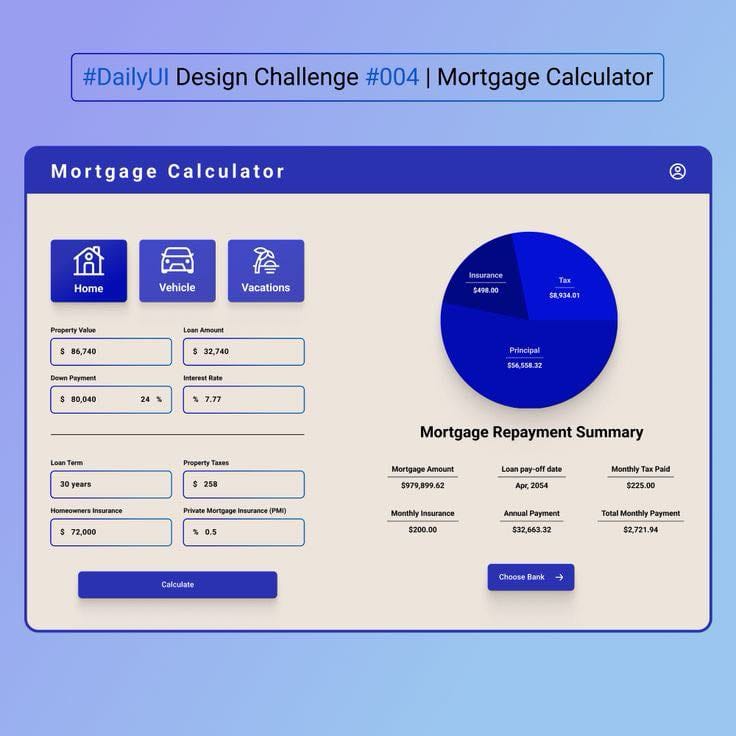 #DailyUI Design Challenge #004 | Mortgage Calculator
Mortgage Calculator
Home
Vehicle
Vacations
Property Value
Loan Amount
$ 86,740
$ 32,740
Down Payment
Interest Rate
$ 80,040 24 %
% 7.77
Loan Term
Property Taxes
30 years
$ 258
Homeowners Insurance
Private Mortgage Insurance (PMI)
$ 72,000
% 0.5
Calculate
Insurance
$498.00
Tax
$8,934.01
Principal
$56,558.32
Mortgage Repayment Summary
Mortgage Amount
Loan pay-off date
Monthly Tax Paid
$979,899.62
Apr, 2054
$225.00
Monthly Insurance
Annual Payment
Total Monthly Payment
$200.00
$32,663.32
$2,721.94
Choose Bank